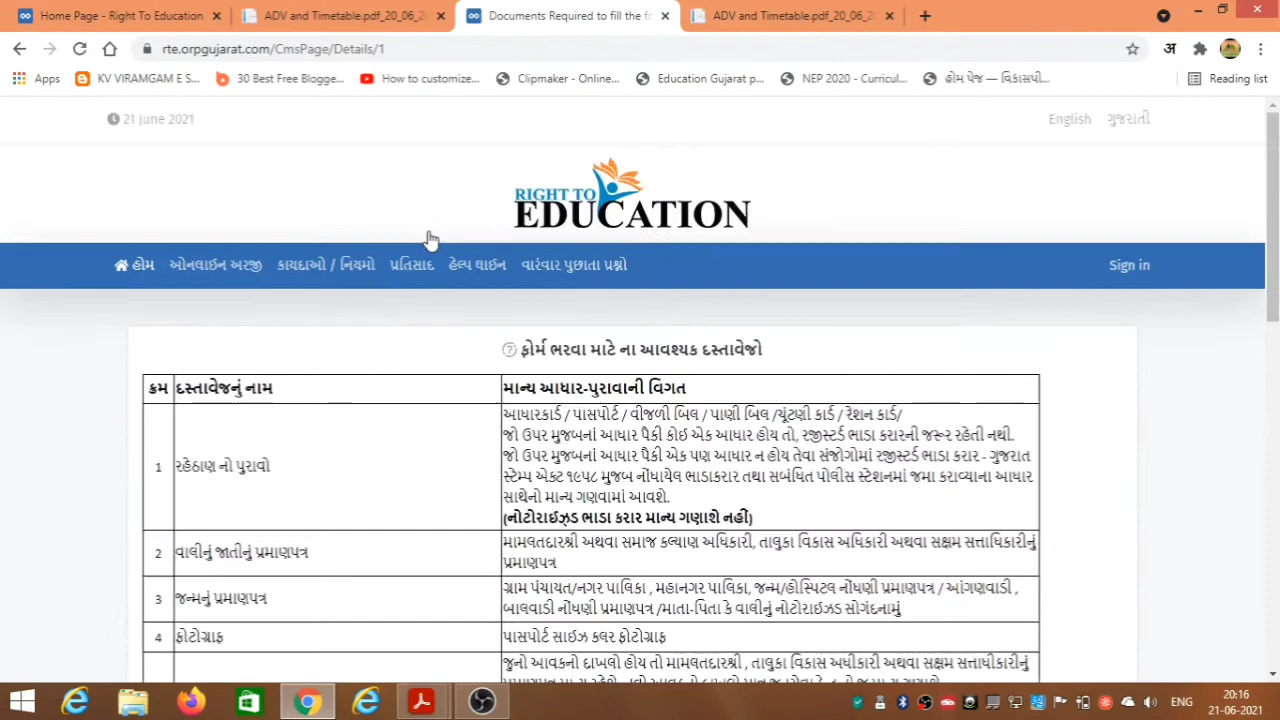 Home Page - Right To Education
ADV and Timetable.pdf_20_06_20
Documents Required to fill the fo
ADV and Timetable.pdf_20_06_20
rte.orpgujarat.com/CmsPage/Details/1
Apps
KV VIRAMGAM E S...
30 Best Free Blogge...
How to customize...
Clipmaker - Online...
Education Gujarat p...
NEP 2020 - Curricul...
હોમ પેજ — વિકાસપી...
Reading list
21 June 2021
English ગુજરાતી
RIGHT TO
EDUCATION
હોમ ઓનલાઈન અરજી કાયદાઓ / નિયમો પ્રતિસાદ હેલ્પ લાઈન વારંવાર પુછાતા પ્રશ્નો Sign in
ફોર્મ ભરવા માટે ના આવશ્યક દસ્તાવેજો
ક્રમ દસ્તાવેજનું નામ માન્ય આધાર-પુરાવાની વિગત
આધારકાર્ડ / પાસપોર્ટ / વીજળી બિલ / પાણી બિલ /ચૂંટણી કાર્ડ / રેશન કાર્ડ/
જો ઉપર મુજબનાં આધાર પૈકી કોઈ એક આધાર હોય તો, રજીસ્ટર્ડ ભાડા કરારની જરૂર રહેતી નથી.
જો ઉપર મુજબનાં આધાર પૈકી એક પણ આધાર ન હોય તેવા સંજોગોમાં રજીસ્ટર્ડ ભાડા કરાર - ગુજરાત
1 રહેઠાણ નો પુરાવો
સ્ટેમ્પ એક્ટ ૧૯૫૮ મુજબ નોંધાયેલ ભાડાકરાર તથા સબંધિત પોલીસ સ્ટેશનમાં જમા કરાવ્યાના આધાર
સાથેનો માન્ય ગણવામાં આવશે.
(નોટોરાઈઝ્ડ ભાડા કરાર માન્ય ગણાશે નહીં)
2 વાલીનું જાતીનું પ્રમાણપત્ર
મામલતદારશ્રી અથવા સમાજ કલ્યાણ અધિકારી, તાલુકા વિકાસ અધિકારી અથવા સક્ષમ સત્તાધિકારીનું
પ્રમાણપત્ર
3 જન્મનું પ્રમાણપત્ર
ગ્રામ પંચાયત/નગર પાલિકા , મહાનગર પાલિકા, જન્મ/હોસ્પિટલ નોંધણી પ્રમાણપત્ર / આંગણવાડી ,
બાલવાડી નોંધણી પ્રમાણપત્ર /માતા-પિતા કે વાલીનું નોટોરાઈઝડ સોગંદનામું
4 ફોટોગ્રાફ પાસપોર્ટ સાઈઝ કલર ફોટોગ્રાફ
જુનો આવકનો દાખલો હોય તો મામલતદારશ્રી , તાલુકા વિકાસ અધીકારી અથવા સક્ષમ સત્તાધીકારીનું
ENG
20:16
21-06-2021